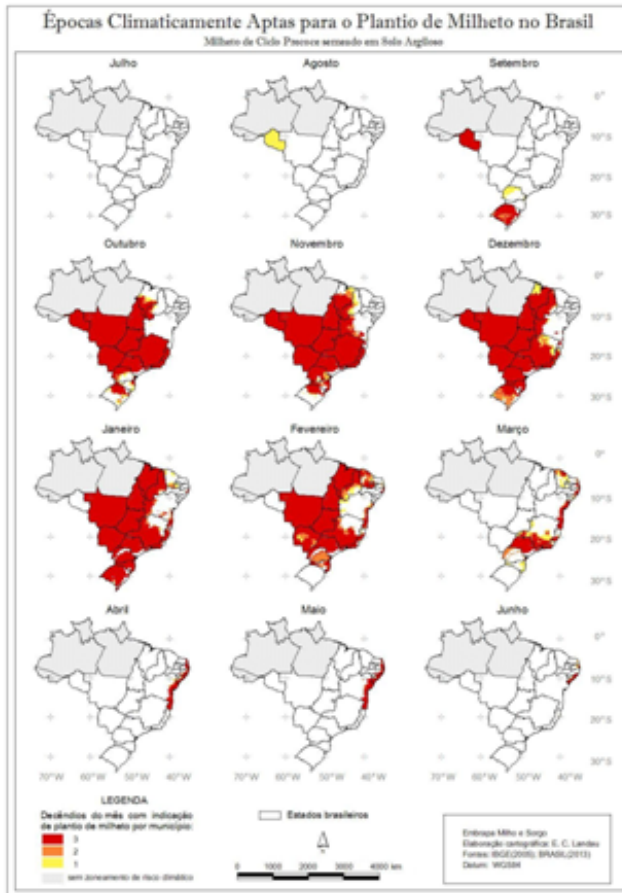 Épocas Climaticamente Aptas para o Plantio de Milheto no Brasil
Milheto de Ciclo Precoce semeado em Solo Argiloso
Julho
Agosto
Setembro
0°
10°S
20°S
30°S
Outubro
Novembro
Dezembro
0°
10°S
20°S
30°S
Janeiro
Fevereiro
Março
0°
10°S
20°S
30°S
Abril
Maio
Junho
0°
10°S
20°S
30°S
70°W 60°W 50°W 40°W 70°W 60°W 50°W 40°W 70°W 60°W 50°W 40°W
LEGENDA
Decêndios do mês com indicação
de plantio de milheto por município:
3
2
1
sem zoneamento de risco climático
Estados brasileiros
N
0 1000 2000 3000 4000 km
Embrapa Milho e Sorgo
Elaboração cartográfica: E. C. Landau
Fontes: IBGE(2005), BRASIL(2013)
Datum: WGS84